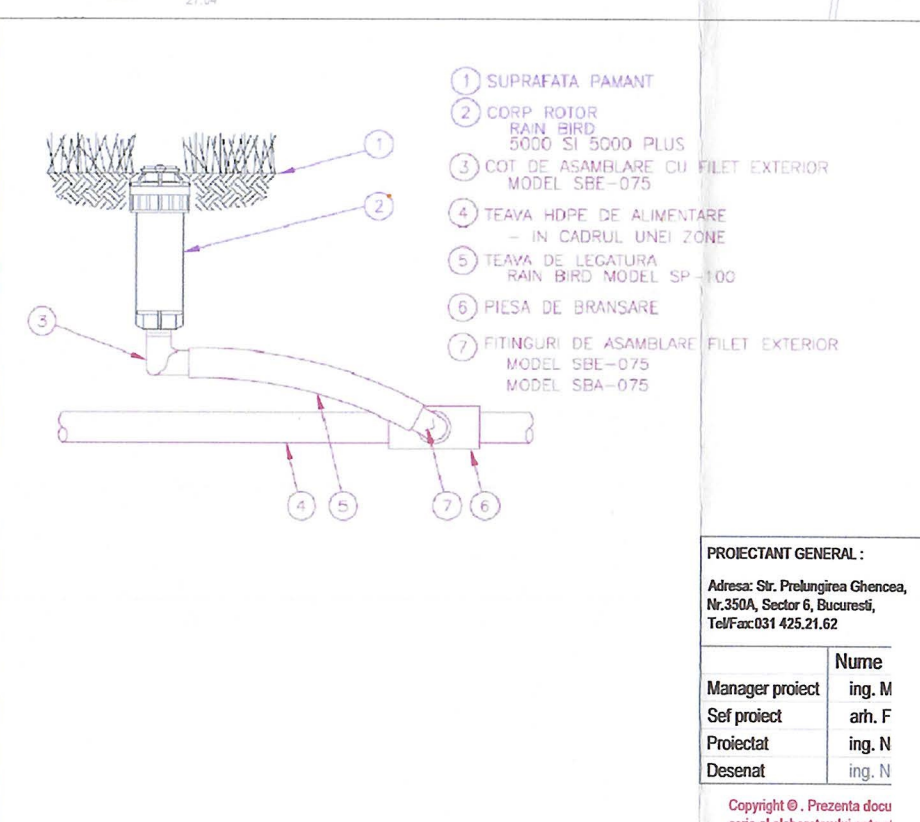 21.04
1 SUPRAFATA PAMANT
2 CORP ROTOR
RAIN BIRD
5000 SI 5000 PLUS
3 COT DE ASAMBLARE CU FILET EXTERIOR
MODEL SBE-075
4 TEAVA HDPE DE ALIMENTARE
- IN CADRUL UNEI ZONE
5 TEAVA DE LEGATURA
RAIN BIRD MODEL SP-100
6 PIESA DE BRANSARE
7 FITINGURI DE ASAMBLARE FILET EXTERIOR
MODEL SBE-075
MODEL SBA-075
1
2
3
4 5 7 6
PROIECTANT GENERAL :
Adresa: Str. Prelungirea Ghencea,
Nr.350A, Sector 6, Bucuresti,
Tel/Fax:031 425.21.62
Nume
Manager proiect ing. M
Sef proiect arh. F
Proiectat ing. N
Desenat ing. N
Copyright © . Prezenta docu